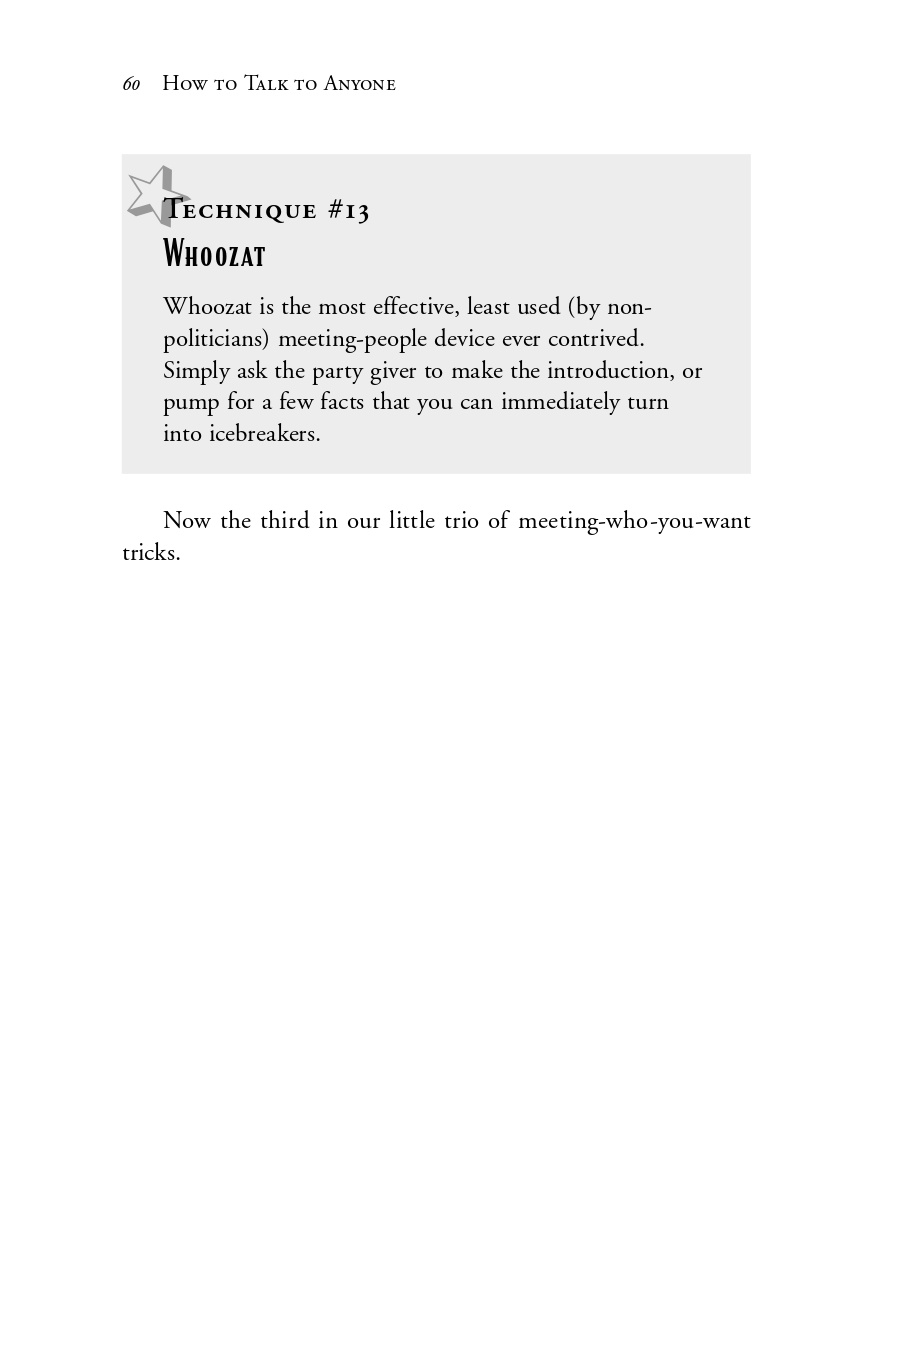 60 How to Talk to Anyone
Technique #13
Whoozat
Whoozat is the most effective, least used (by non-
politicians) meeting-people device ever contrived.
Simply ask the party giver to make the introduction, or
pump for a few facts that you can immediately turn
into icebreakers.
Now the third in our little trio of meeting-who-you-want
tricks.